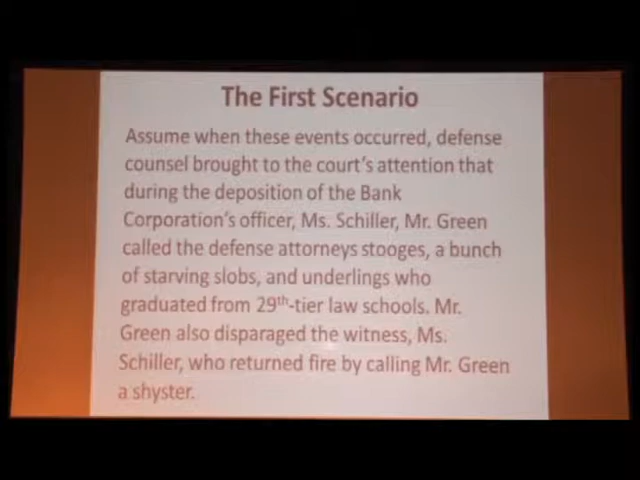 The First Scenario
Assume when these events occurred, defense
counsel brought to the court's attention that
during the deposition of the Bank
Corporation's officer, Ms. Schiller, Mr. Green
called the defense attorneys stooges, a bunch
of starving slobs, and underlings who
graduated from 29th-tier law schools. Mr.
Green also disparaged the witness, Ms.
Schiller, who returned fire by calling Mr. Green
a shyster.